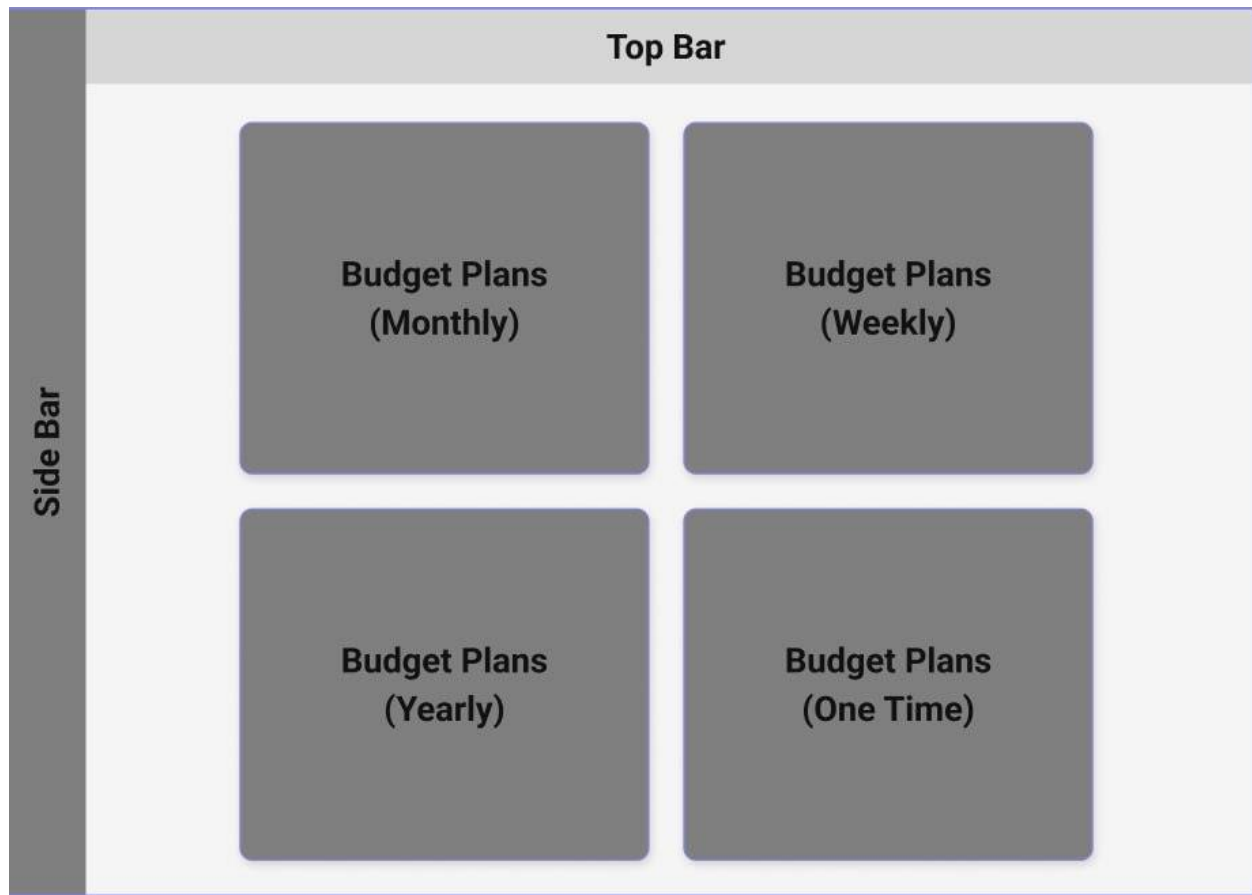 Top Bar
Side Bar
Budget Plans
(Monthly)
Budget Plans
(Weekly)
Budget Plans
(Yearly)
Budget Plans
(One Time)